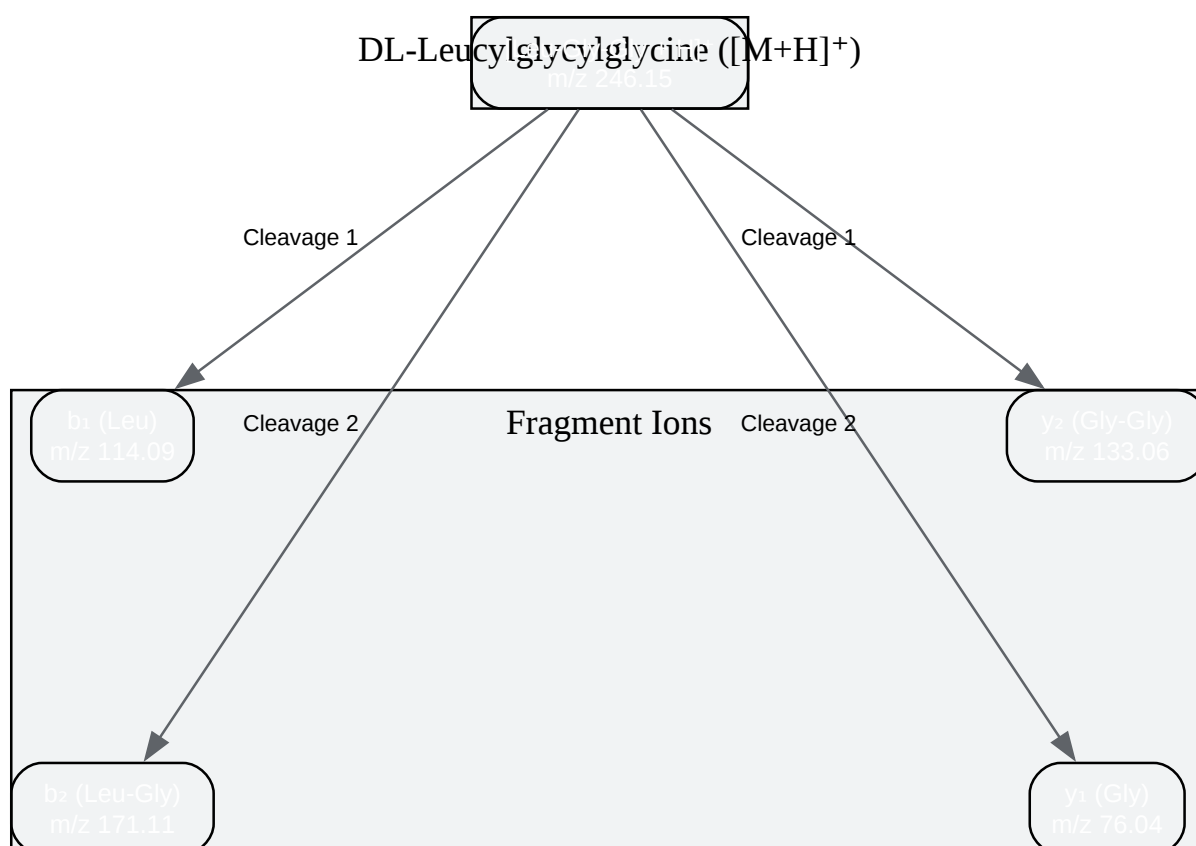 DL-Leucylglycylglycine ([M+H]⁺)
m/z 246.15
Cleavage 1
Cleavage 1
b₁ (Leu)
m/z 114.09
Cleavage 2
Fragment Ions
Cleavage 2
y₂ (Gly-Gly)
m/z 133.06
b₂ (Leu-Gly)
m/z 171.11
y₁ (Gly)
m/z 76.04